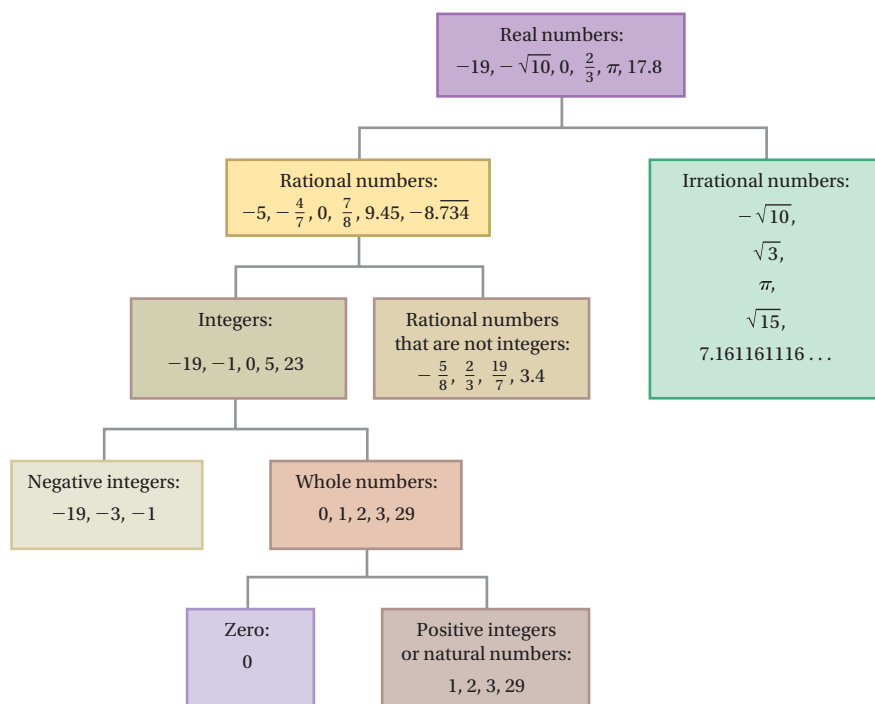 Real numbers:
−19, −√10, 0, 2/3, π, 17.8
Rational numbers:
−5, −4/7, 0, 7/8, 9.45, −8.7̅3̅4̅
Irrational numbers:
−√10,
√3,
π,
√15,
7.161161116 . . .
Integers:
−19, −1, 0, 5, 23
Rational numbers
that are not integers:
−5/8, 2/3, 19/7, 3.4
Negative integers:
−19, −3, −1
Whole numbers:
0, 1, 2, 3, 29
Zero:
0
Positive integers
or natural numbers:
1, 2, 3, 29